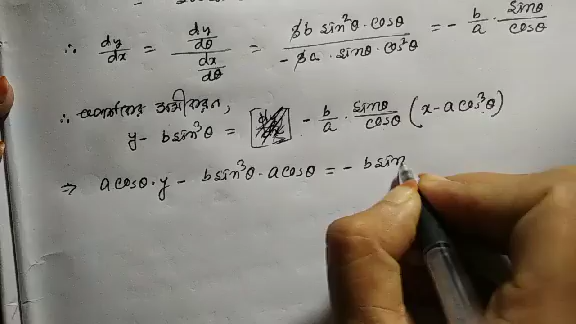 ∴ dy/dx = (dy/dθ)/(dx/dθ) = (3b sin²θ · cosθ)/(-3a · sinθ · cos²θ) = - b/a · sinθ/cosθ
∴ স্পর্শকের সমীকরণ,
y - b sin³θ = - b/a · sinθ/cosθ (x - a cos³θ)
⇒ a cosθ · y - b sin³θ · a cosθ = - b sin